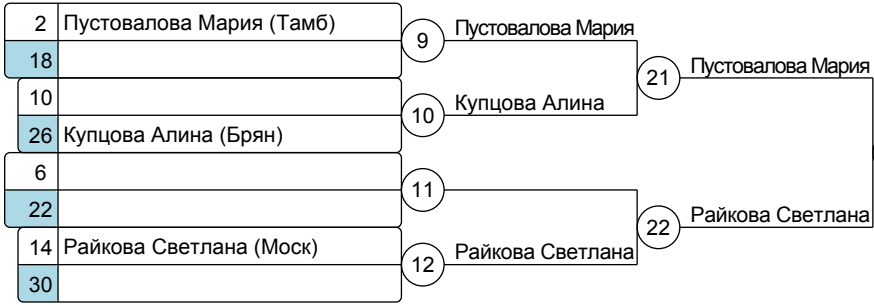 2 Пустовалова Мария (Тамб)
18
10
26 Купцова Алина (Брян)
6
22
14 Райкова Светлана (Моск)
30
9 Пустовалова Мария
10 Купцова Алина
11
12 Райкова Светлана
21 Пустовалова Мария
22 Райкова Светлана